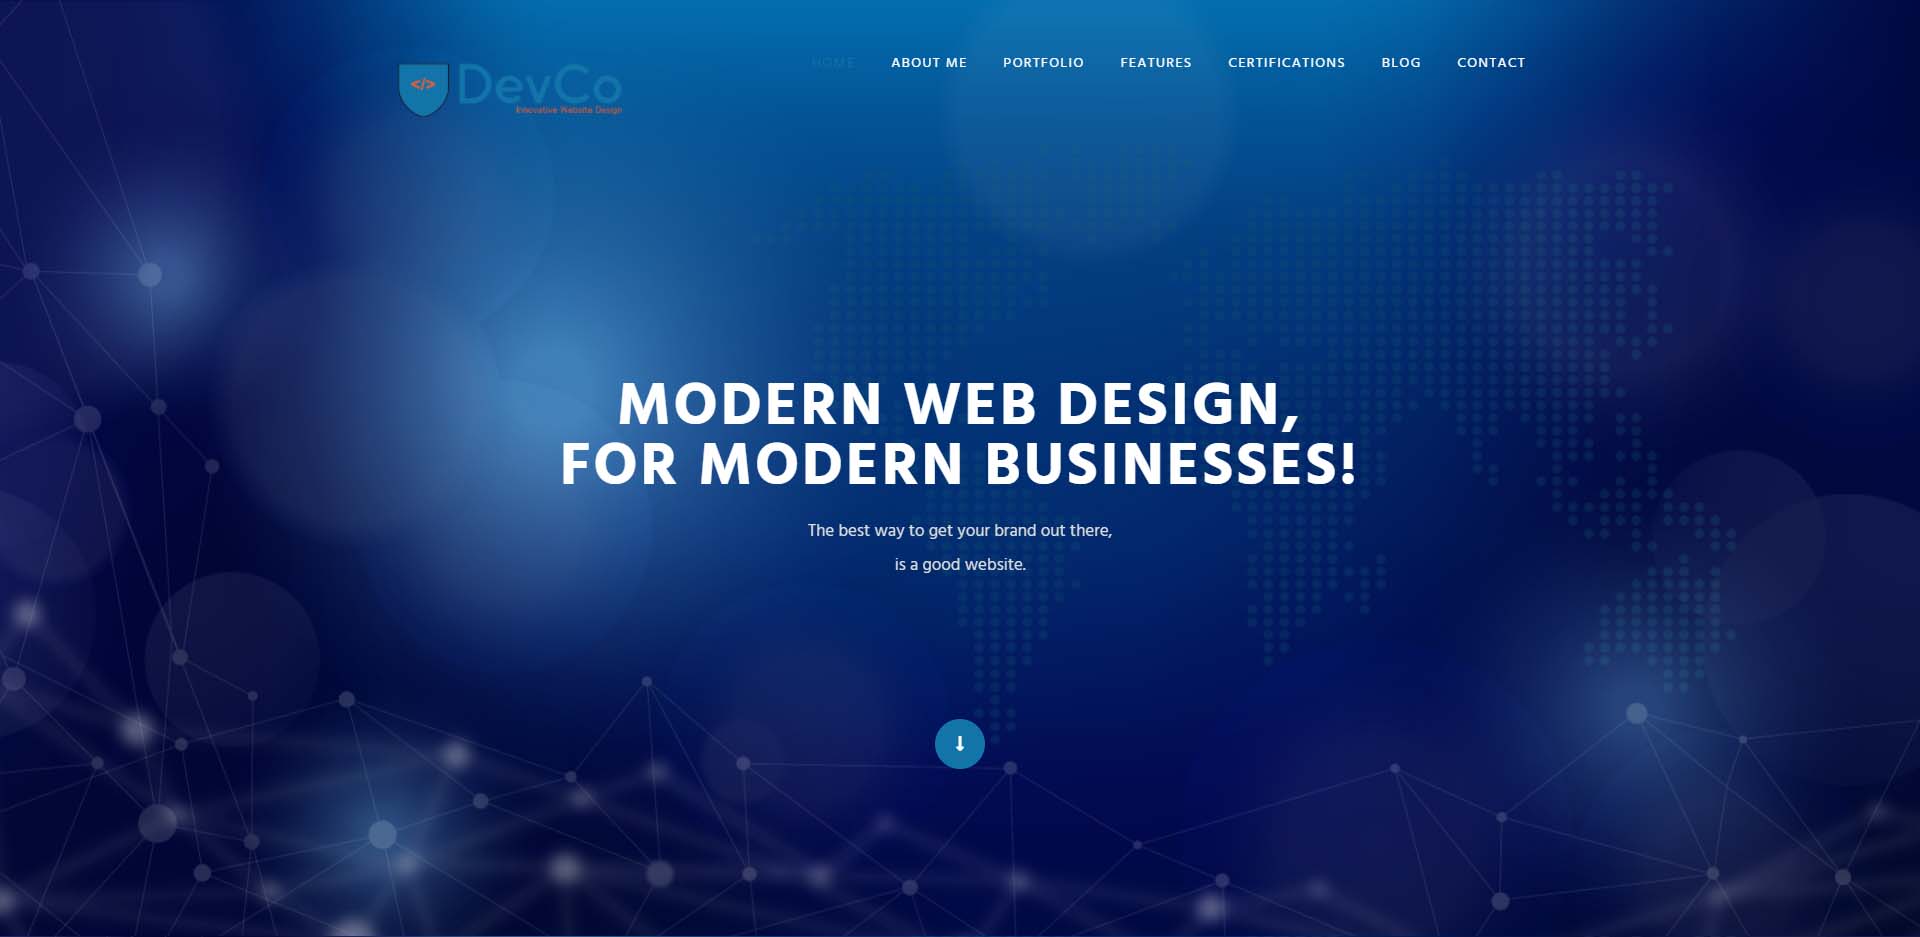 </>
DevCo
Innovative Website Design
HOME
ABOUT ME
PORTFOLIO
FEATURES
CERTIFICATIONS
BLOG
CONTACT
MODERN WEB DESIGN,
FOR MODERN BUSINESSES!
The best way to get your brand out there,
is a good website.